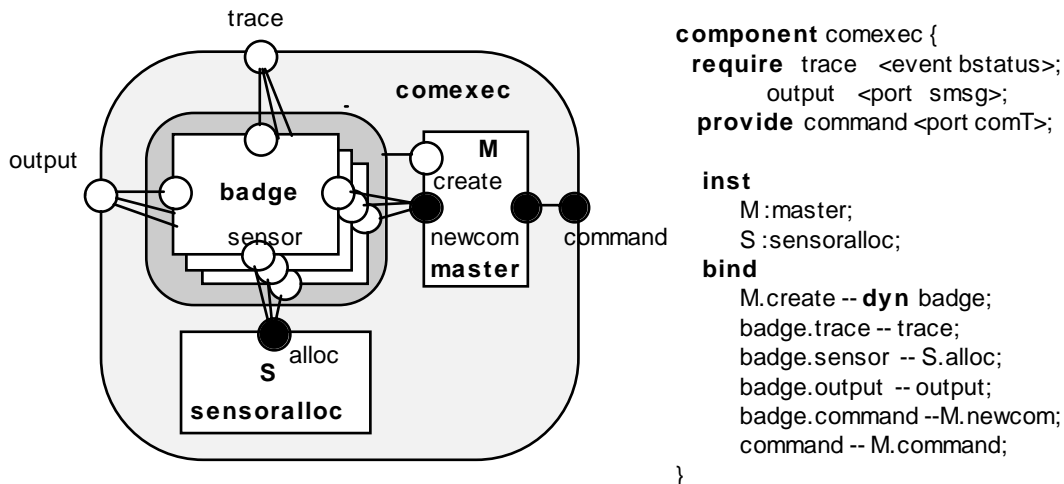 trace
comexec
output
badge
M
create
sensor
newcom
command
master
alloc
S
sensoralloc
component comexec {
require trace <event bstatus>;
output <port smsg>;
provide command <port comT>;
inst
M :master;
S :sensoralloc;
bind
M.create -- dyn badge;
badge.trace -- trace;
badge.sensor -- S.alloc;
badge.output -- output;
badge.command --M.newcom;
command -- M.command;
}